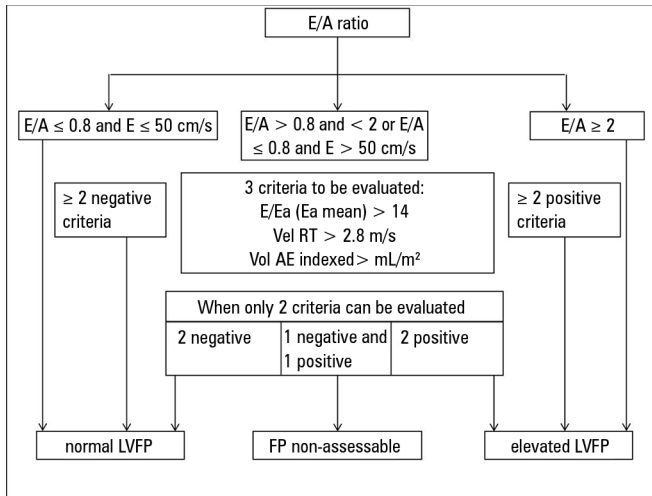 E/A ratio
E/A ≤ 0.8 and E ≤ 50 cm/s
E/A > 0.8 and < 2 or E/A
≤ 0.8 and E > 50 cm/s
E/A ≥ 2
≥ 2 negative
criteria
3 criteria to be evaluated:
E/Ea (Ea mean) > 14
Vel RT > 2.8 m/s
Vol AE indexed> mL/m²
≥ 2 positive
criteria
When only 2 criteria can be evaluated
2 negative
1 negative and
1 positive
2 positive
normal LVFP
FP non-assessable
elevated LVFP